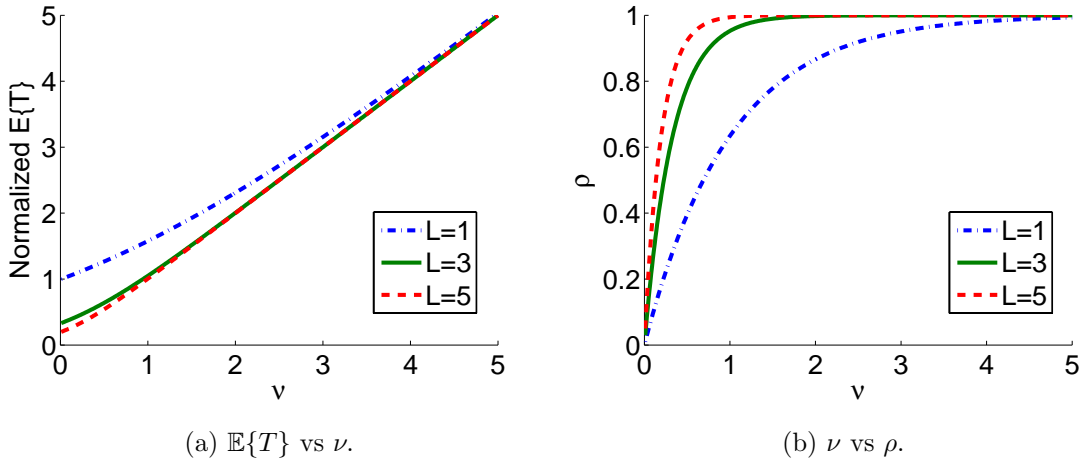 Normalized E{T}
5
4
3
2
1
0
0 1 2 3 4 5
ν
L=1
L=3
L=5
(a) 𝔼{T} vs ν.
ρ
1
0.8
0.6
0.4
0.2
0
0 1 2 3 4 5
ν
L=1
L=3
L=5
(b) ν vs ρ.